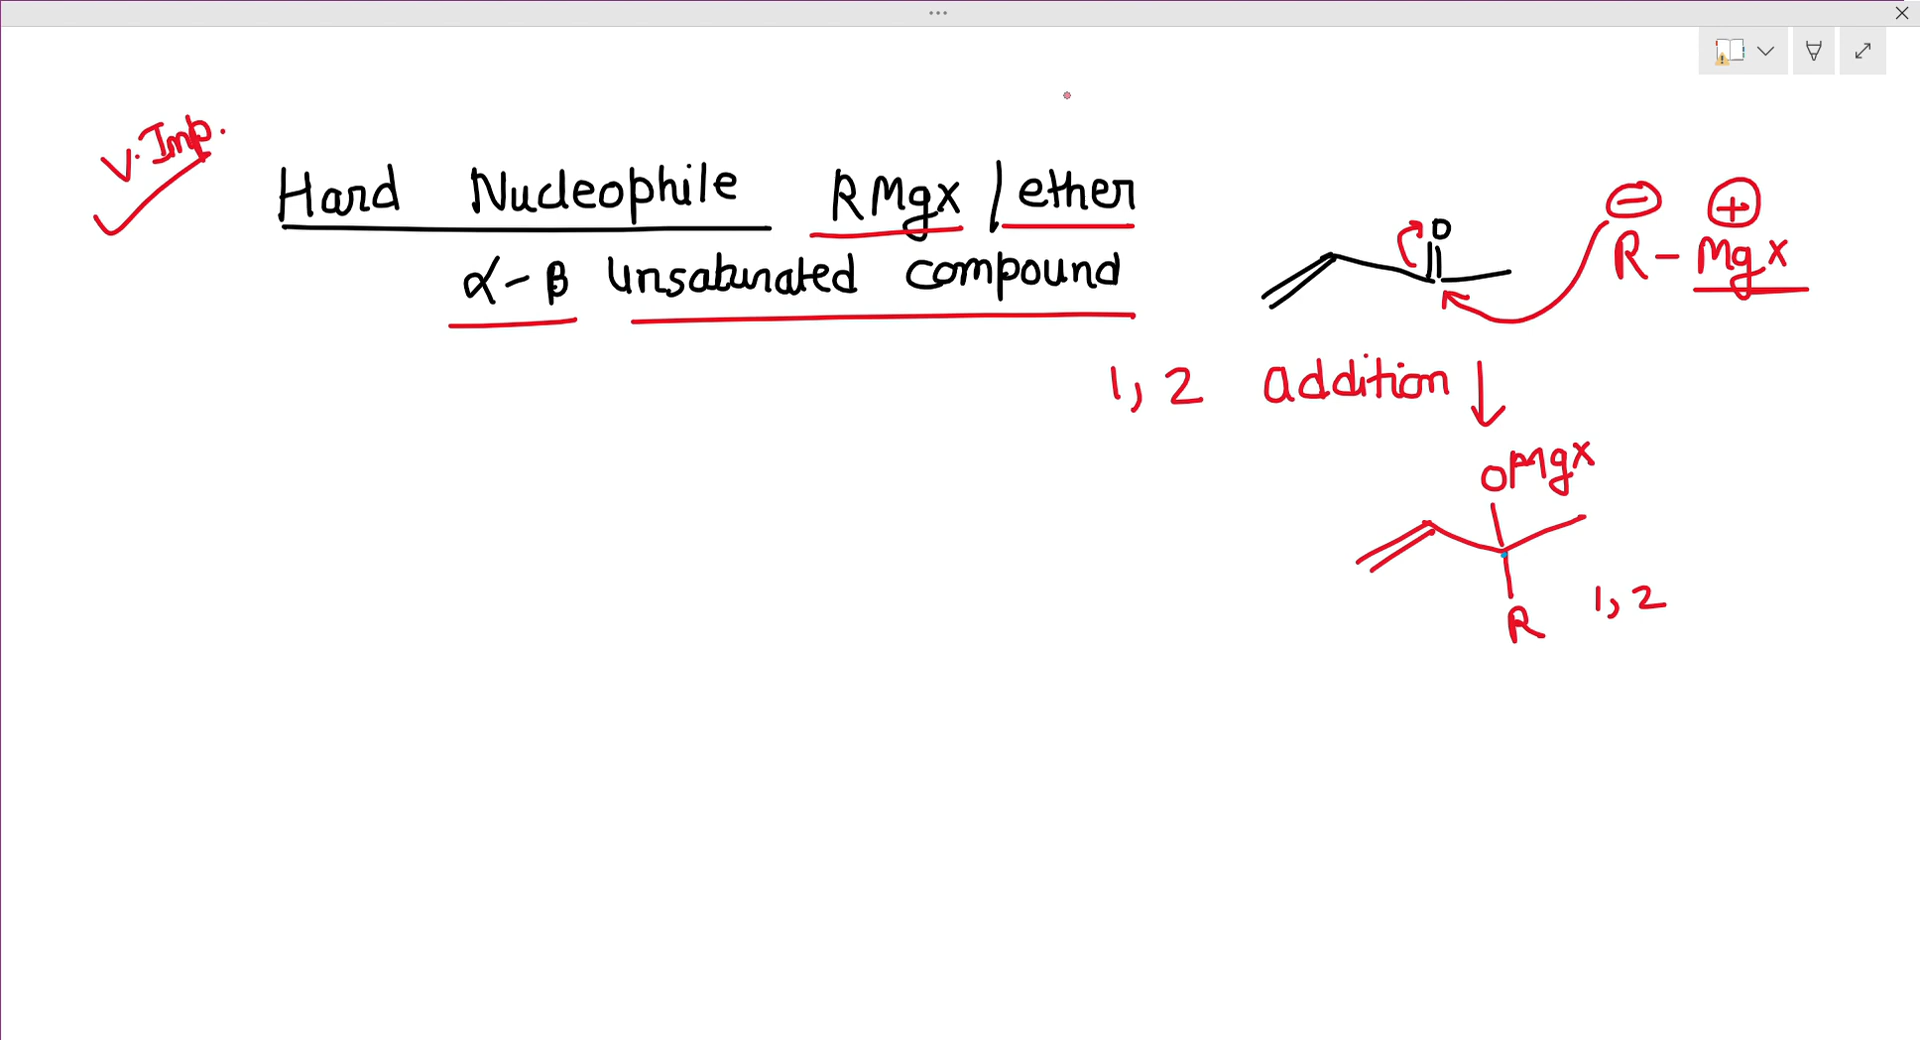 V. Imp.
Hard Nucleophile RMgx / ether
α-β Unsaturated compound
O
⊖ ⊕
R - Mgx
1, 2 addition ↓
OMgx
R
1, 2